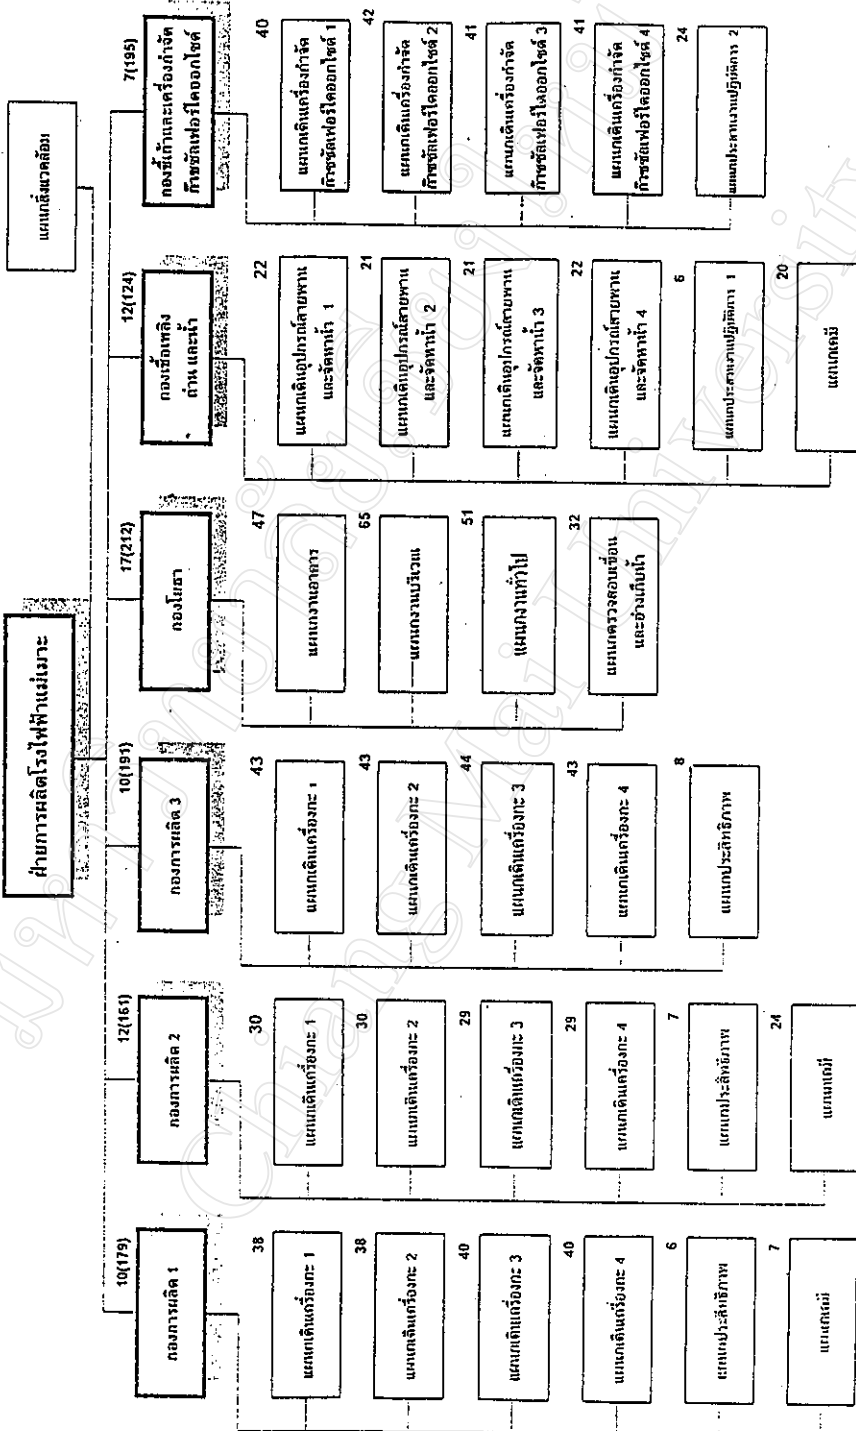 ฝ่ายการผลิตโรงไฟฟ้าแม่เมาะ
แผนกสิ่งแวดล้อม
10(179)
กองการผลิต 1
38
แผนกเดินเครื่องกะ 1
38
แผนกเดินเครื่องกะ 2
40
แผนกเดินเครื่องกะ 3
40
แผนกเดินเครื่องกะ 4
6
แผนกประสิทธิภาพ
7
แผนกเคมี
12(161)
กองการผลิต 2
30
แผนกเดินเครื่องกะ 1
30
แผนกเดินเครื่องกะ 2
29
แผนกเดินเครื่องกะ 3
29
แผนกเดินเครื่องกะ 4
7
แผนกประสิทธิภาพ
24
แผนกเคมี
10(191)
กองการผลิต 3
43
แผนกเดินเครื่องกะ 1
43
แผนกเดินเครื่องกะ 2
44
แผนกเดินเครื่องกะ 3
43
แผนกเดินเครื่องกะ 4
8
แผนกประสิทธิภาพ
17(212)
กองโยธา
47
แผนกงานอาคาร
65
แผนกงานบริเวณ
51
แผนกงานทั่วไป
32
แผนกตรวจสอบเขื่อน
และอ่างเก็บน้ำ
12(124)
กองเชื้อเพลิง
ถ่าน และน้ำ
22
แผนกเดินอุปกรณ์สายพาน
และจัดหาน้ำ 1
21
แผนกเดินอุปกรณ์สายพาน
และจัดหาน้ำ 2
21
แผนกเดินอุปกรณ์สายพาน
และจัดหาน้ำ 3
22
แผนกเดินอุปกรณ์สายพาน
และจัดหาน้ำ 4
6
แผนกประสานงานปฏิบัติการ 1
20
แผนกเคมี
7(195)
กองขี้เถ้าและเครื่องกำจัด
ก๊าซซัลเฟอร์ไดออกไซด์
40
แผนกเดินเครื่องกำจัด
ก๊าซซัลเฟอร์ไดออกไซด์ 1
42
แผนกเดินเครื่องกำจัด
ก๊าซซัลเฟอร์ไดออกไซด์ 2
41
แผนกเดินเครื่องกำจัด
ก๊าซซัลเฟอร์ไดออกไซด์ 3
41
แผนกเดินเครื่องกำจัด
ก๊าซซัลเฟอร์ไดออกไซด์ 4
24
แผนกประสานงานปฏิบัติการ 2
Chiang Mai University